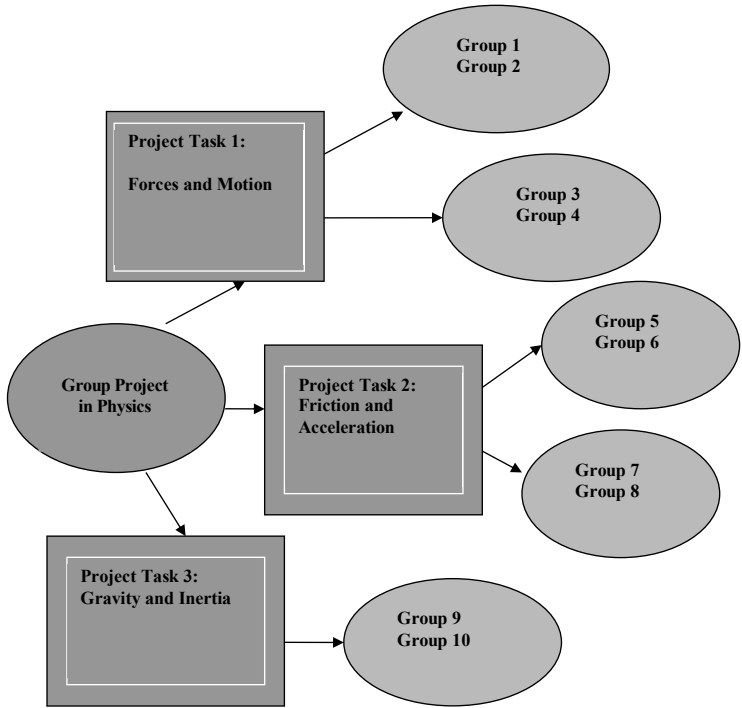 Group 1
Group 2
Project Task 1:
Forces and Motion
Group 3
Group 4
Group 5
Group 6
Group Project
in Physics
Project Task 2:
Friction and
Acceleration
Group 7
Group 8
Project Task 3:
Gravity and Inertia
Group 9
Group 10